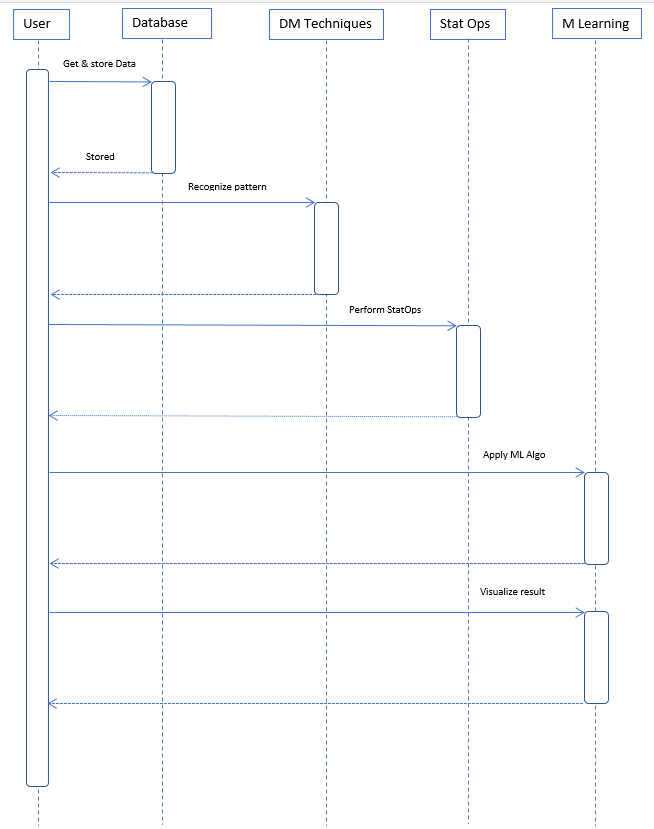 User
Database
DM Techniques
Stat Ops
M Learning
Get & store Data
Stored
Recognize pattern
Perform StatOps
Apply ML Algo
Visualize result